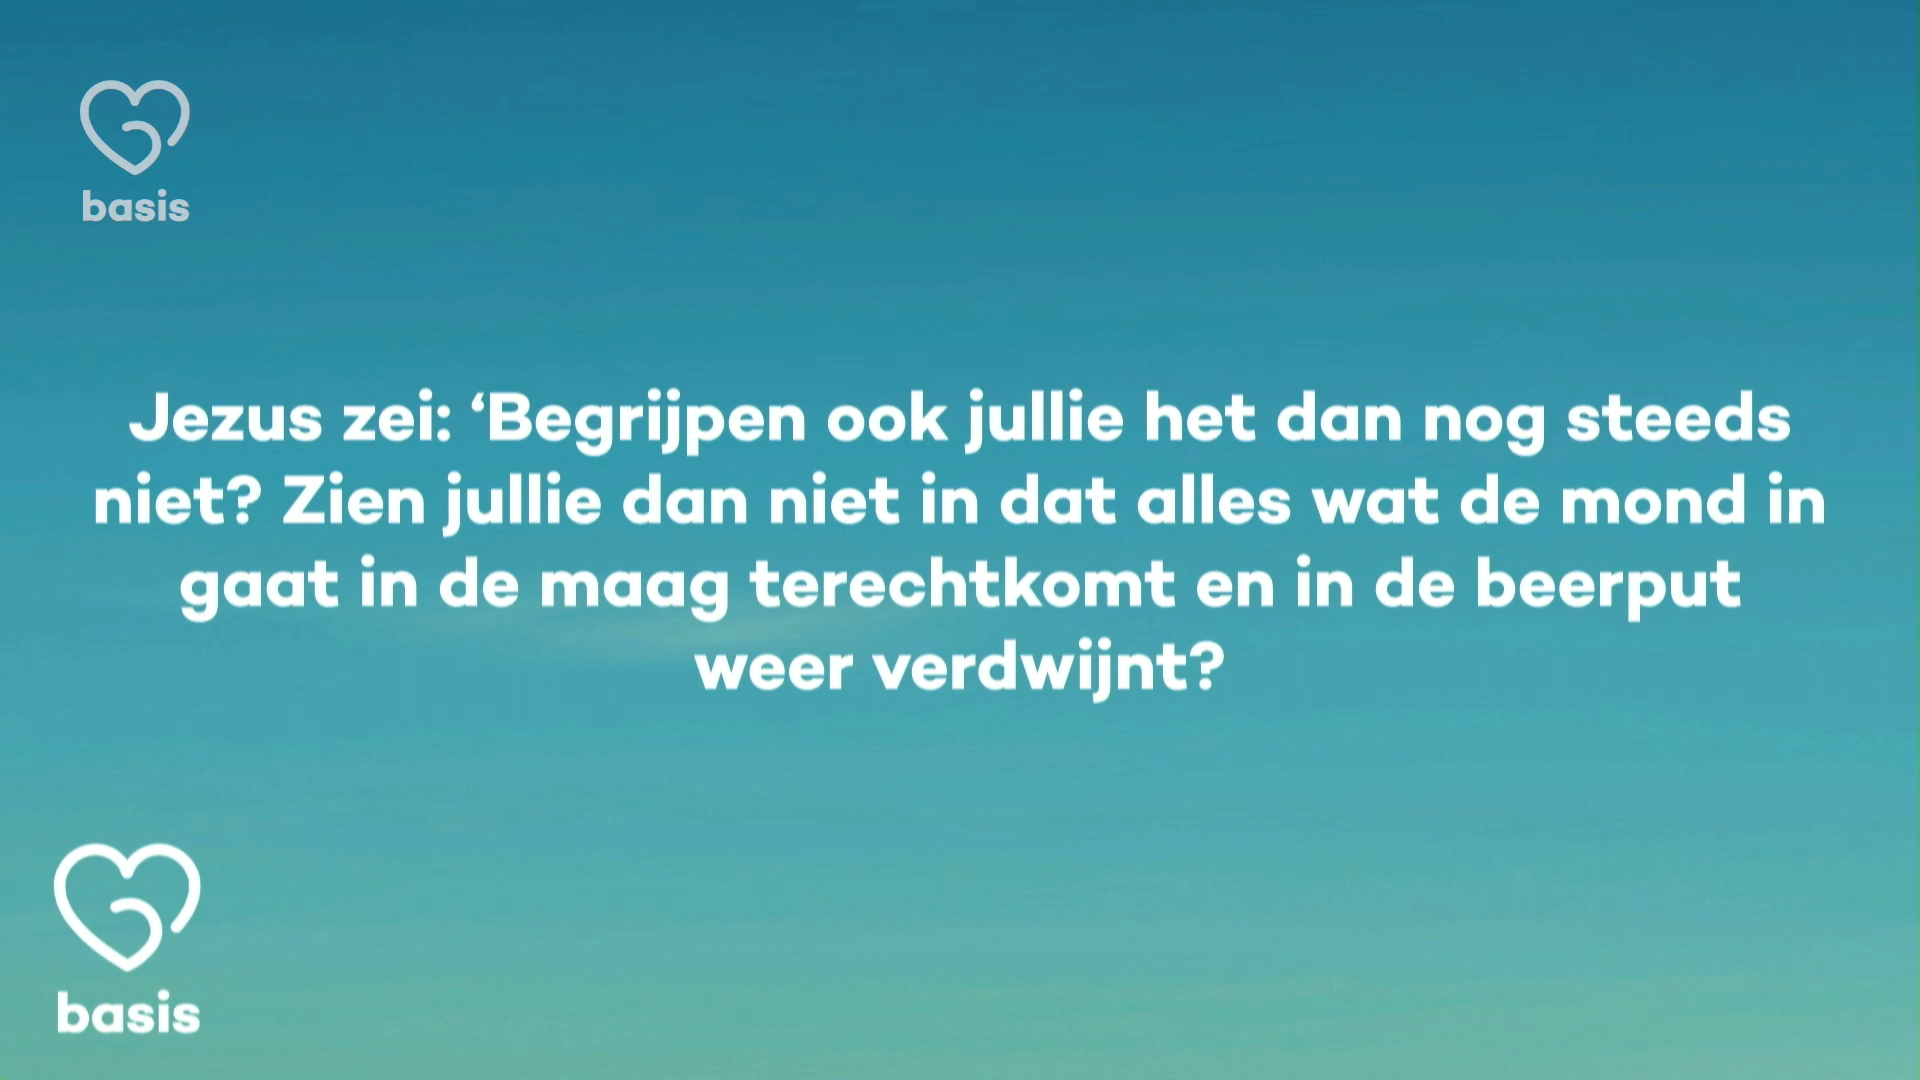 basis
Jezus zei: ‘Begrijpen ook jullie het dan nog steeds
niet? Zien jullie dan niet in dat alles wat de mond in
gaat in de maag terechtkomt en in de beerput
weer verdwijnt?
basis